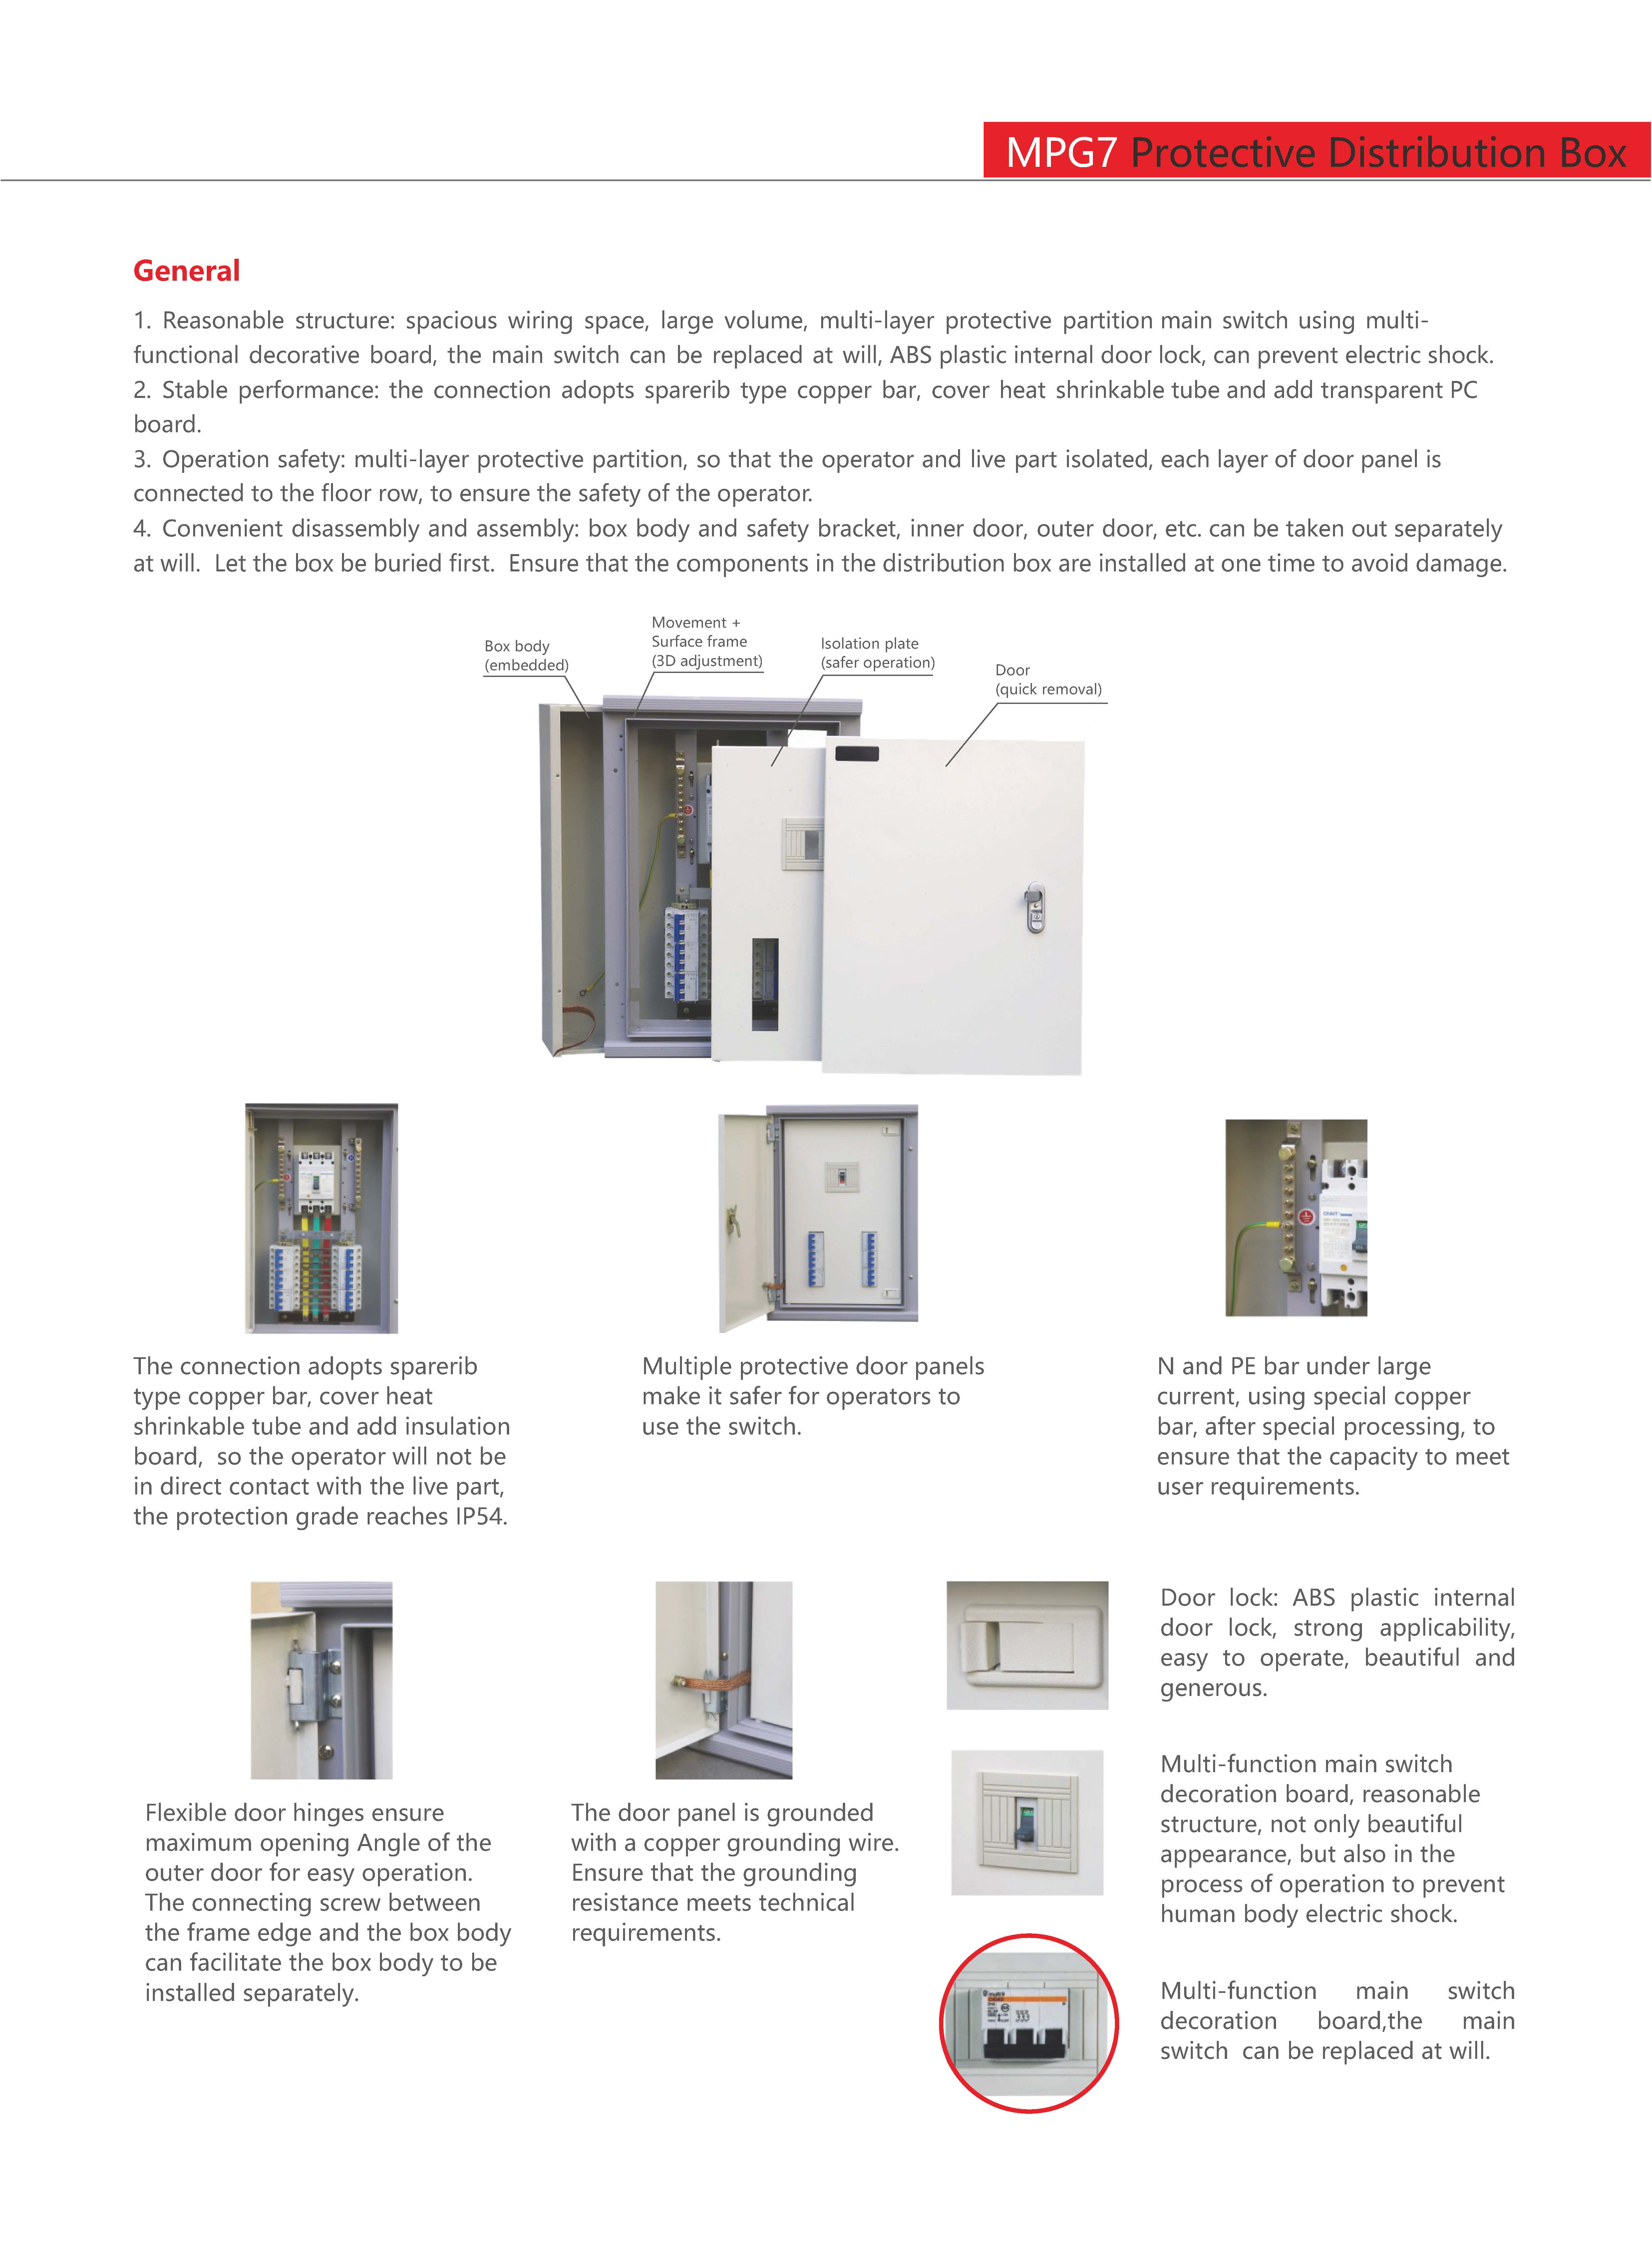 MPG7 Protective Distribution Box
General
1. Reasonable structure: spacious wiring space, large volume, multi-layer protective partition main switch using multi-
functional decorative board, the main switch can be replaced at will, ABS plastic internal door lock, can prevent electric shock.
2. Stable performance: the connection adopts sparerib type copper bar, cover heat shrinkable tube and add transparent PC
board.
3. Operation safety: multi-layer protective partition, so that the operator and live part isolated, each layer of door panel is
connected to the floor row, to ensure the safety of the operator.
4. Convenient disassembly and assembly: box body and safety bracket, inner door, outer door, etc. can be taken out separately
at will. Let the box be buried first. Ensure that the components in the distribution box are installed at one time to avoid damage.
Box body
(embedded)
Movement +
Surface frame
(3D adjustment)
Isolation plate
(safer operation)
Door
(quick removal)
The connection adopts sparerib
type copper bar, cover heat
shrinkable tube and add insulation
board, so the operator will not be
in direct contact with the live part,
the protection grade reaches IP54.
Multiple protective door panels
make it safer for operators to
use the switch.
CHNT
N and PE bar under large
current, using special copper
bar, after special processing, to
ensure that the capacity to meet
user requirements.
Flexible door hinges ensure
maximum opening Angle of the
outer door for easy operation.
The connecting screw between
the frame edge and the box body
can facilitate the box body to be
installed separately.
The door panel is grounded
with a copper grounding wire.
Ensure that the grounding
resistance meets technical
requirements.
Door lock: ABS plastic internal
door lock, strong applicability,
easy to operate, beautiful and
generous.
Multi-function main switch
decoration board, reasonable
structure, not only beautiful
appearance, but also in the
process of operation to prevent
human body electric shock.
Multi-function main switch
decoration board,the main
switch can be replaced at will.